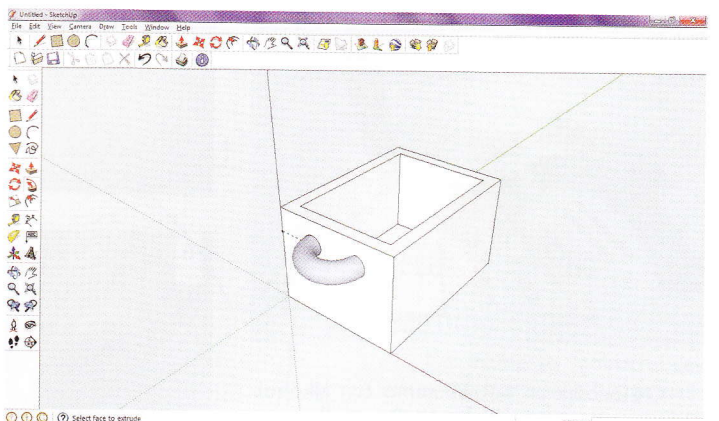 Untitled - SketchUp
File Edit View Camera Draw Tools Window Help
Select face to extrude